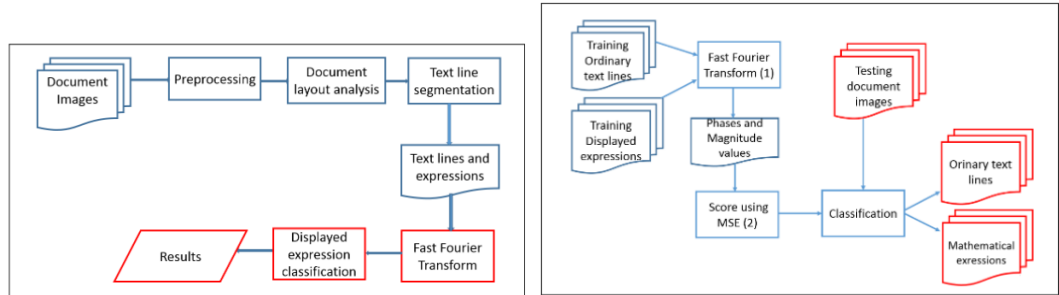 Document
Images
Preprocessing
Document
layout analysis
Text line
segmentation
Text lines and
expressions
Fast Fourier
Transform
Displayed
expression
classification
Results
Training
Ordinary
text lines
Training
Displayed
expressions
Fast Fourier
Transform (1)
Phases and
Magnitude
values
Score using
MSE (2)
Testing
document
images
Classification
Orinary text
lines
Mathematical
exressions